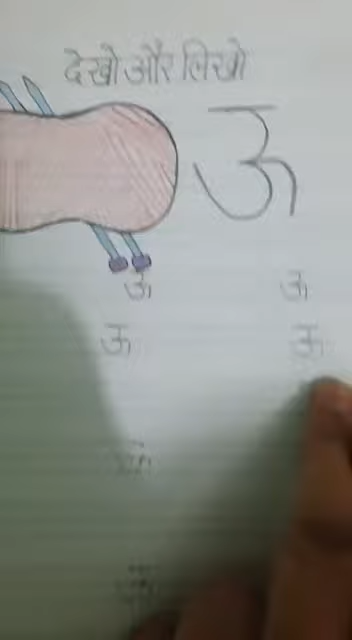 देखो और लिखो
ऊ
ऊ ऊ
ऊ ऊ